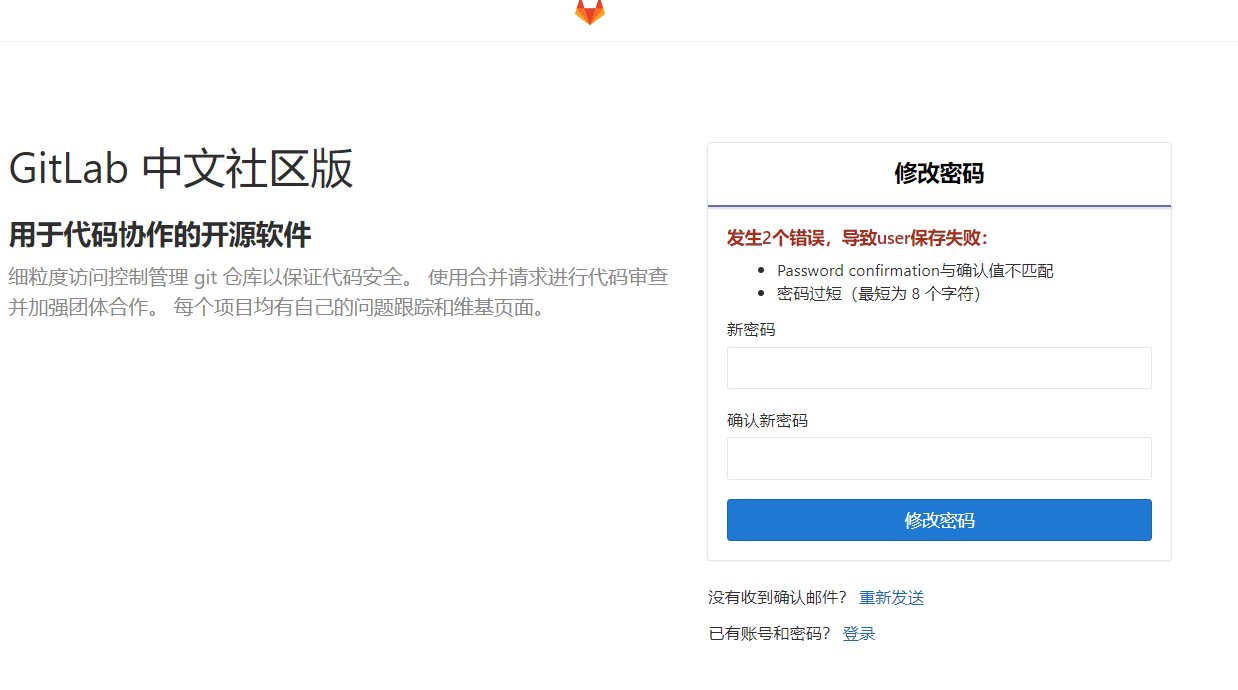 GitLab 中文社区版
用于代码协作的开源软件
细粒度访问控制管理 git 仓库以保证代码安全。 使用合并请求进行代码审查
并加强团体合作。 每个项目均有自己的问题跟踪和维基页面。
修改密码
发生2个错误，导致user保存失败：
Password confirmation与确认值不匹配
密码过短（最短为 8 个字符）
新密码
确认新密码
修改密码
没有收到确认邮件？ 重新发送
已有账号和密码？ 登录